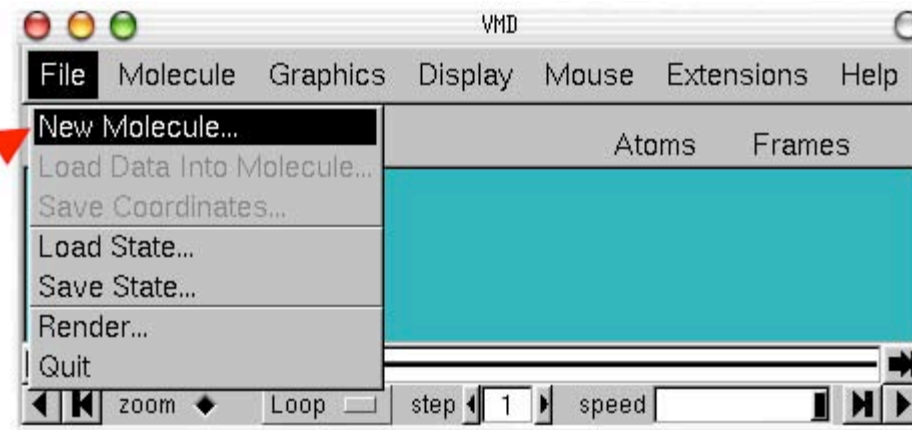 VMD
File Molecule Graphics Display Mouse Extensions Help
New Molecule...
Atoms Frames
Load Data Into Molecule...
Save Coordinates...
Load State...
Save State...
Render...
Quit
zoom Loop step 1 speed